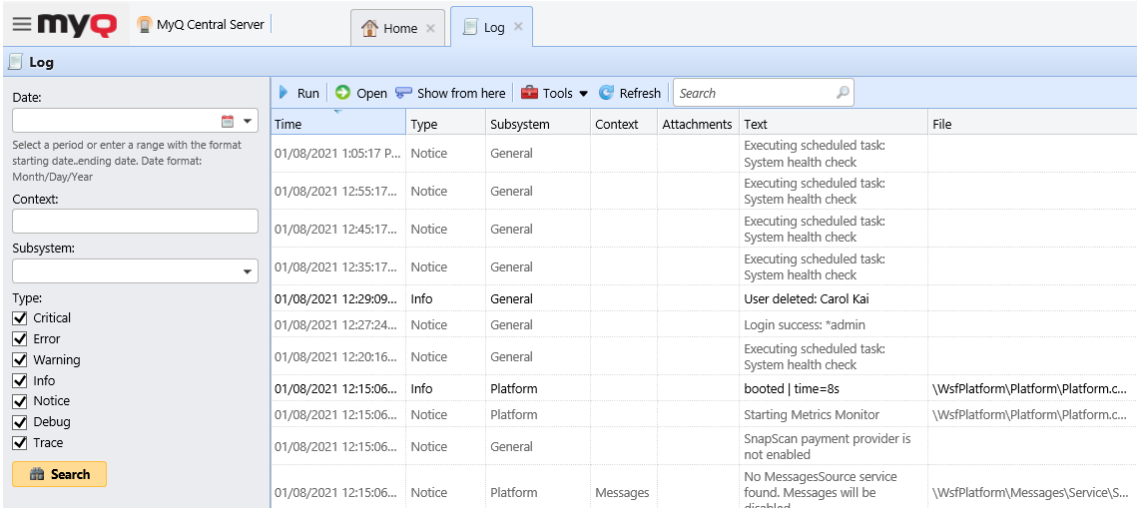 myQ MyQ Central Server Home Log
Log
Date:
Select a period or enter a range with the format
starting date..ending date. Date format:
Month/Day/Year
Context:
Subsystem:
Type:
Critical
Error
Warning
Info
Notice
Debug
Trace
Search
Run Open Show from here Tools Refresh Search
Time Type Subsystem Context Attachments Text File
01/08/2021 1:05:17 P... Notice General Executing scheduled task:
System health check
01/08/2021 12:55:17... Notice General Executing scheduled task:
System health check
01/08/2021 12:45:17... Notice General Executing scheduled task:
System health check
01/08/2021 12:35:17... Notice General Executing scheduled task:
System health check
01/08/2021 12:29:09... Info General User deleted: Carol Kai
01/08/2021 12:27:24... Notice General Login success: *admin
01/08/2021 12:20:16... Notice General Executing scheduled task:
System health check
01/08/2021 12:15:06... Info Platform booted | time=8s \WsfPlatform\Platform\Platform.c...
01/08/2021 12:15:06... Notice Platform Starting Metrics Monitor \WsfPlatform\Platform\Platform.c...
01/08/2021 12:15:06... Notice General SnapScan payment provider is
not enabled
01/08/2021 12:15:06... Notice Platform Messages No MessagesSource service
found. Messages will be \WsfPlatform\Messages\Service\S...
disabled